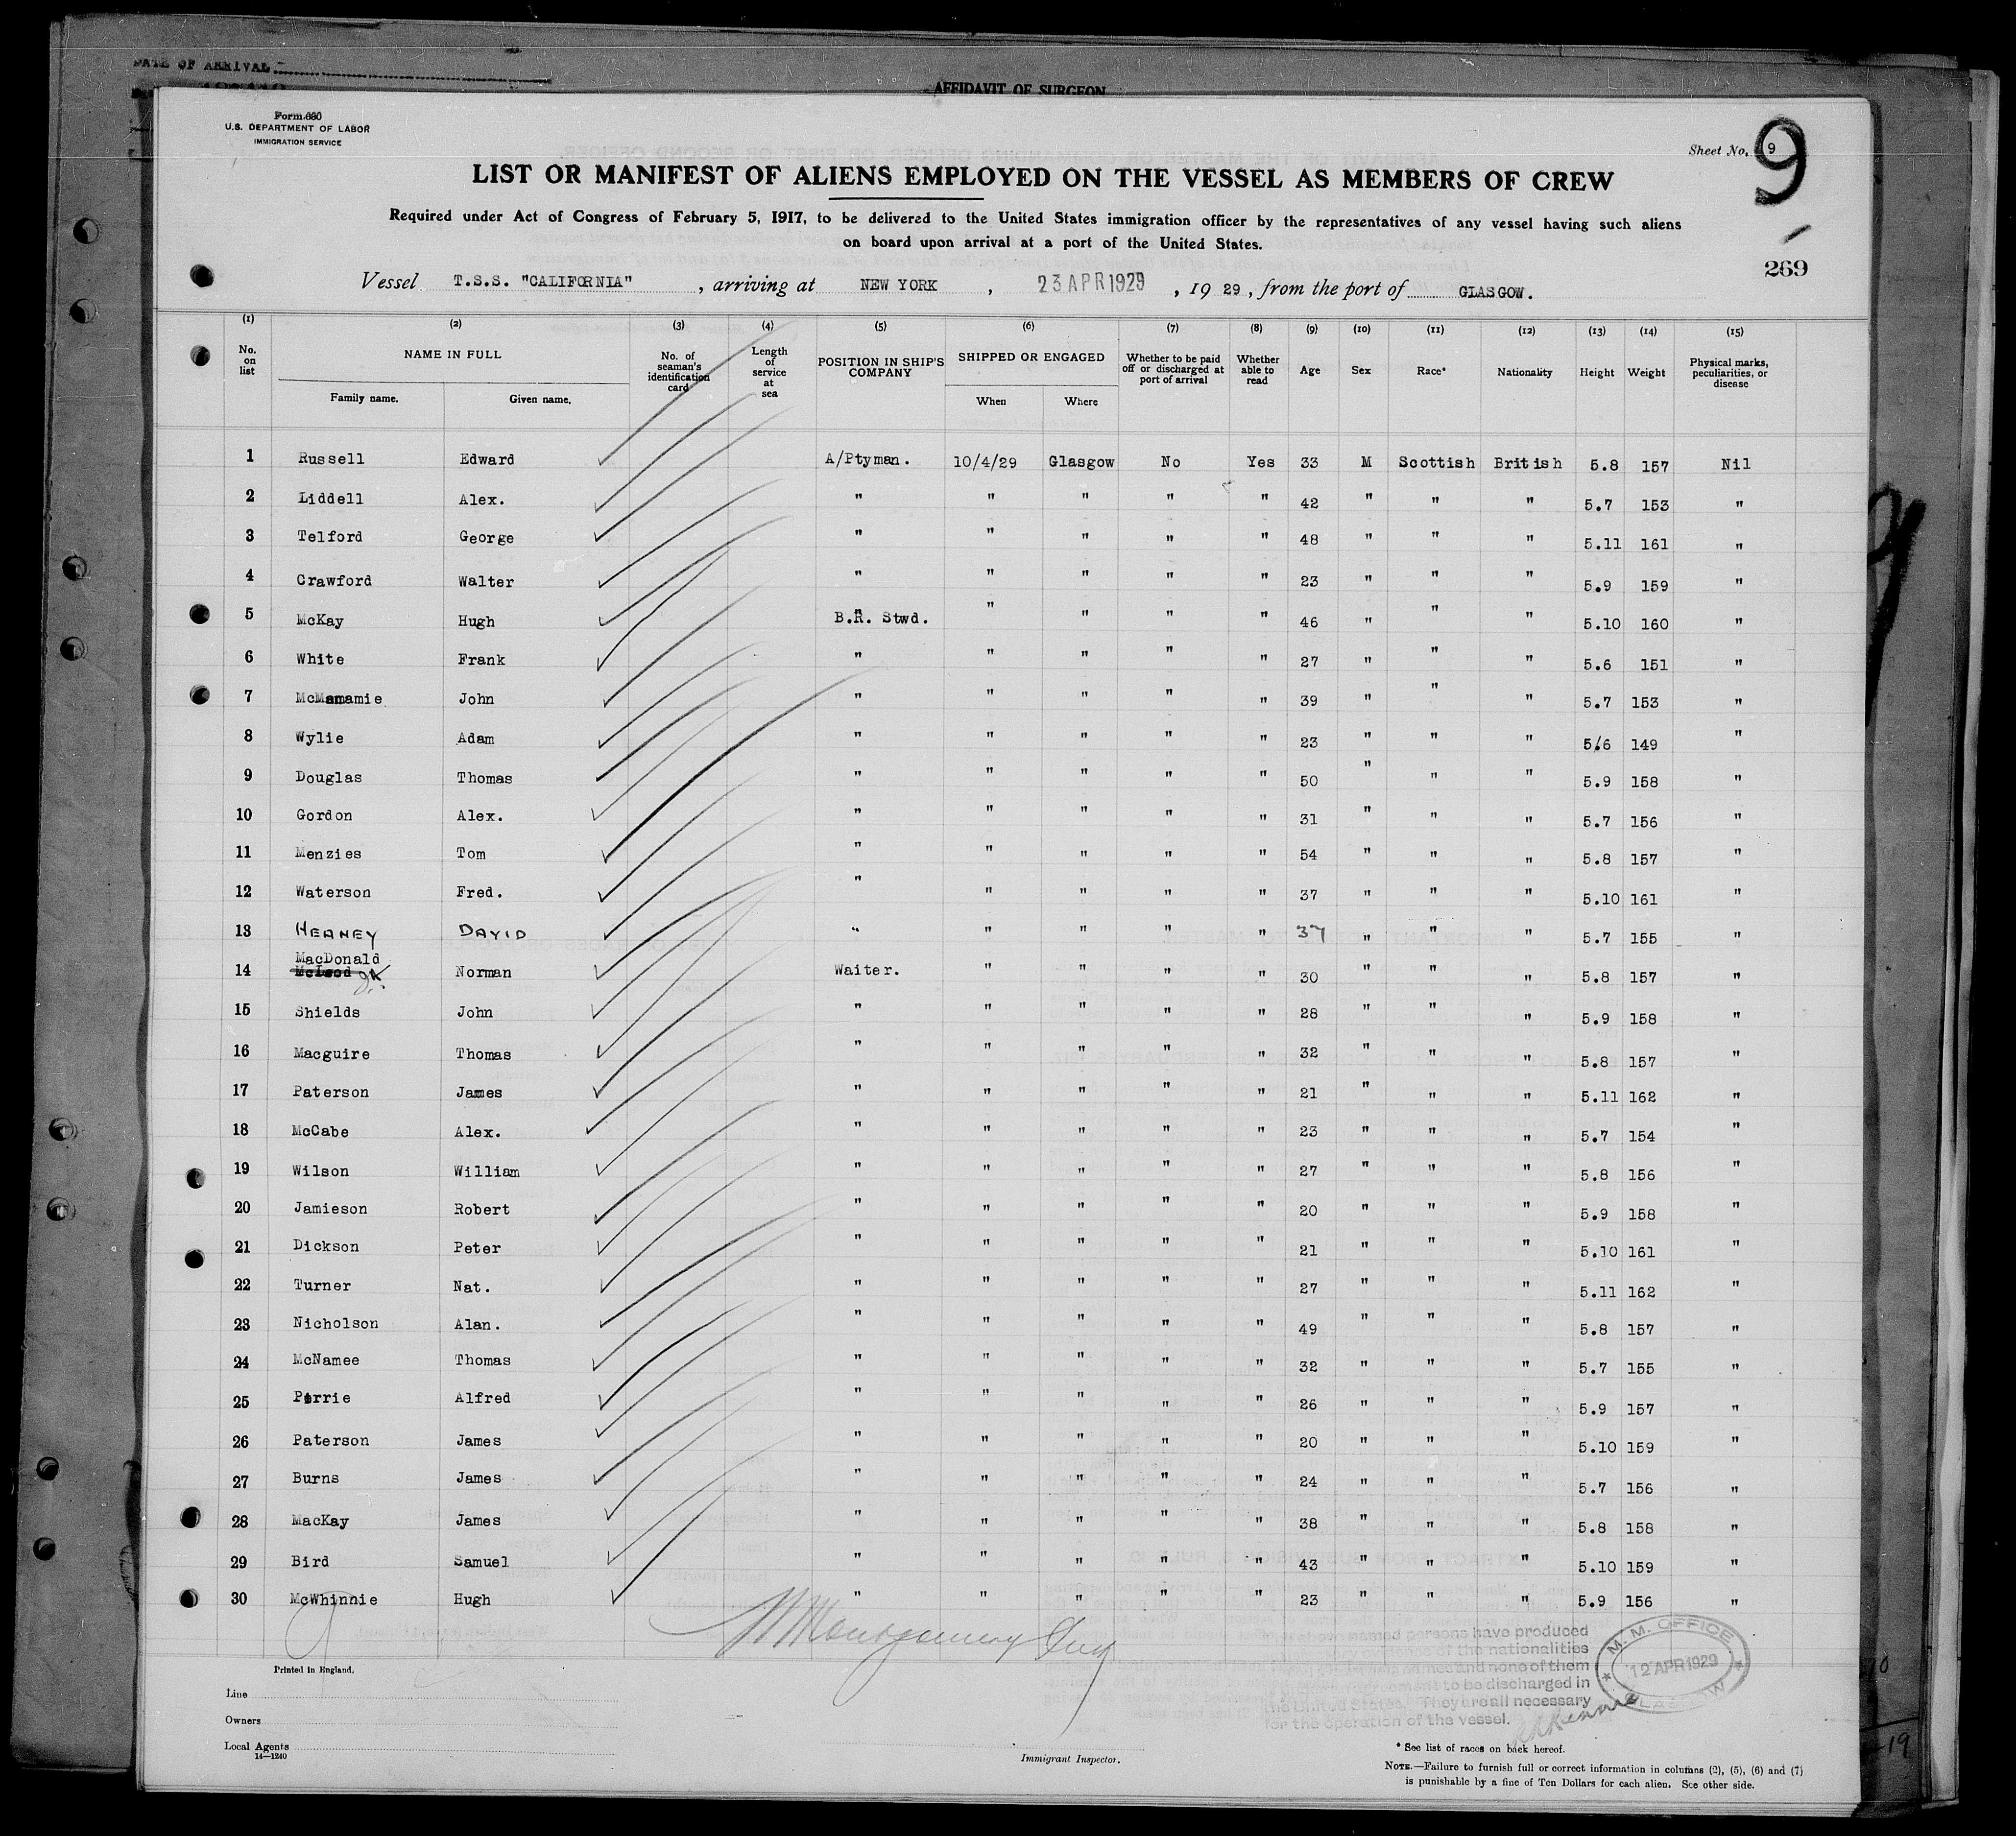 DATE OF ARRIVAL
AFFIDAVIT OF SURGEON
Form 680
U.S. DEPARTMENT OF LABOR
IMMIGRATION SERVICE
Sheet No. 9
9
LIST OR MANIFEST OF ALIENS EMPLOYED ON THE VESSEL AS MEMBERS OF CREW
Required under Act of Congress of February 5, 1917, to be delivered to the United States immigration officer by the representatives of any vessel having such aliens
on board upon arrival at a port of the United States.
269
Vessel T.S.S. "CALIFORNIA" , arriving at NEW YORK , 23 APR 1929 , 19 29 , from the port of GLASGOW.
(1) (2) (3) (4) (5) (6) (7) (8) (9) (10) (11) (12) (13) (14) (15)
No. on list NAME IN FULL Family name. Given name. No. of seaman's identification card Length of service at sea POSITION IN SHIP'S COMPANY SHIPPED OR ENGAGED When Where Whether to be paid off or discharged at port of arrival Whether able to read Age Sex Race* Nationality Height Weight Physical marks, peculiarities, or disease
1 Russell Edward A/Ptyman. 10/4/29 Glasgow No Yes 33 M Scottish British 5.8 157 Nil
2 Liddell Alex. " " " " " 42 " " " 5.7 153 "
3 Telford George " " " " " 48 " " " 5.11 161 "
4 Crawford Walter " " " " " 23 " " " 5.9 159 "
5 McKay Hugh B.R. Stwd. " " " " 46 " " " 5.10 160 "
6 White Frank " " " " " 27 " " " 5.6 151 "
7 McMamamie John " " " " " 39 " " " 5.7 153 "
8 Wylie Adam " " " " " 23 " " " 5/6 149 "
9 Douglas Thomas " " " " " 50 " " " 5.9 158 "
10 Gordon Alex. " " " " " 31 " " " 5.7 156 "
11 Menzies Tom " " " " " 54 " " " 5.8 157 "
12 Waterson Fred. " " " " " 37 " " " 5.10 161 "
13 HEANEY DAVID " " " " " 37 " " " 5.7 155 "
MacDonald
14 McLeod Norman Waiter. " " " " 30 " " " 5.8 157 "
15 Shields John " " " " " 28 " " " 5.9 158 "
16 Macguire Thomas " " " " " 32 " " " 5.8 157 "
17 Paterson James " " " " " 21 " " " 5.11 162 "
18 McCabe Alex. " " " " " 23 " " " 5.7 154 "
19 Wilson William " " " " " 27 " " " 5.8 156 "
20 Jamieson Robert " " " " " 20 " " " 5.9 158 "
21 Dickson Peter " " " " " 21 " " " 5.10 161 "
22 Turner Nat. " " " " " 27 " " " 5.11 162 "
23 Nicholson Alan. " " " " " 49 " " " 5.8 157 "
24 McNamee Thomas " " " " " 32 " " " 5.7 155 "
25 Pirrie Alfred " " " " " 26 " " " 5.9 157 "
26 Paterson James " " " " " 20 " " " 5.10 159 "
27 Burns James " " " " " 24 " " " 5.7 156 "
28 MacKay James " " " " " 38 " " " 5.8 158 "
29 Bird Samuel " " " " " 43 " " " 5.10 159 "
30 McWhinnie Hugh " " " " " 23 " " " 5.9 156 "
named persons have produced
of the nationalities
and none of them
to be discharged in
the United States. They are all necessary
for the operation of the vessel.
M. M. OFFICE
12 APR 1929
GLASGOW
Printed in England.
Line
Owners
Local Agents
14—1240
Immigrant Inspector.
* See list of races on back hereof.
NOTE.—Failure to furnish full or correct information in columns (2), (5), (6) and (7)
is punishable by a fine of Ten Dollars for each alien. See other side.